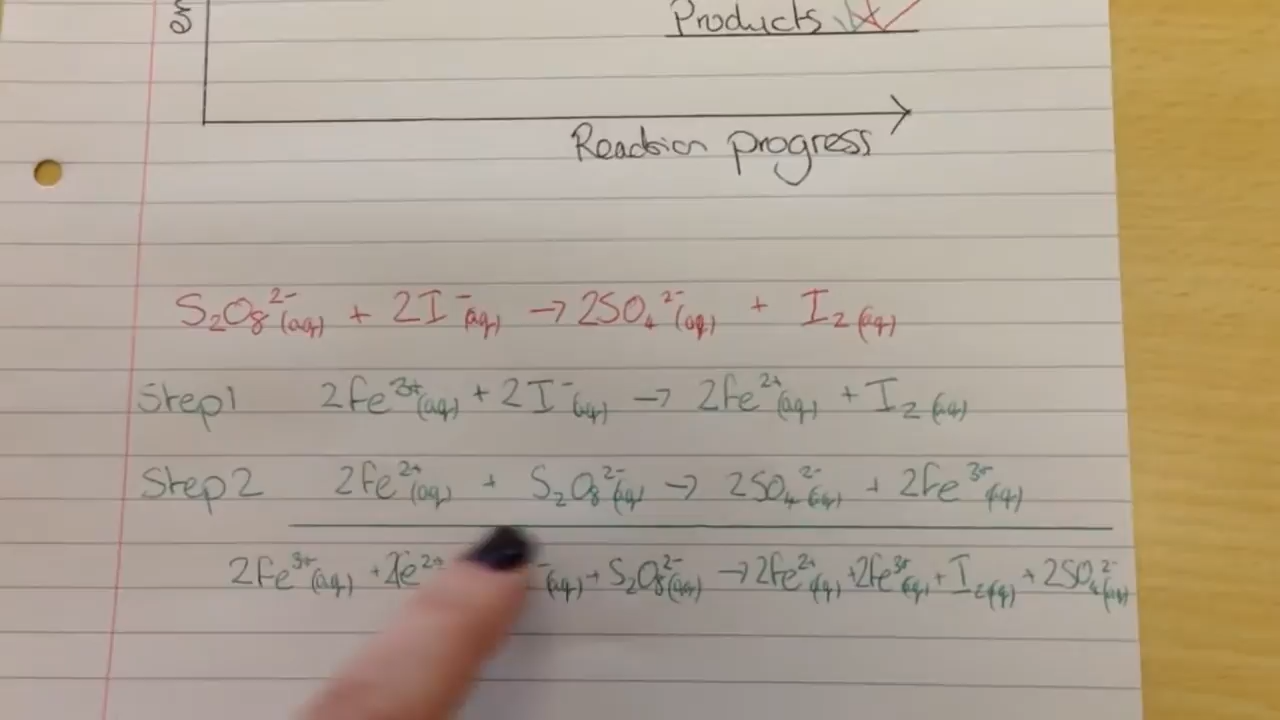 Products
Reaction progress
S₂O₈²⁻(aq) + 2I⁻(aq) → 2SO₄²⁻(aq) + I₂(aq)
Step 1 2Fe³⁺(aq) + 2I⁻(aq) → 2Fe²⁺(aq) + I₂(aq)
Step 2 2Fe²⁺(aq) + S₂O₈²⁻(aq) → 2SO₄²⁻(aq) + 2Fe³⁺(aq)
2Fe³⁺(aq) + 2Fe²⁺ ⁻(aq) + S₂O₈²⁻(aq) → 2Fe²⁺(aq) + 2Fe³⁺(aq) + I₂(aq) + 2SO₄²⁻(aq)